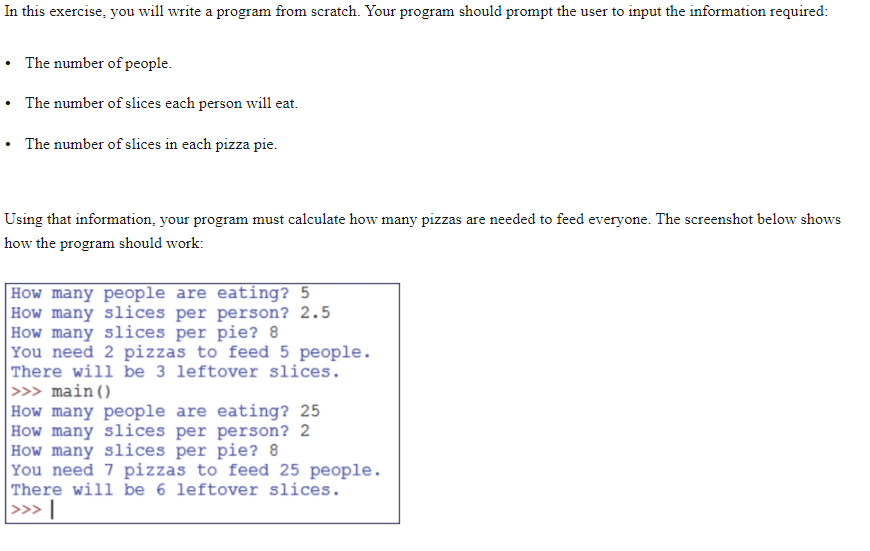 In this exercise, you will write a program from scratch. Your program should prompt the user to input the information required:
• The number of people.
• The number of slices each person will eat.
• The number of slices in each pizza pie.
Using that information, your program must calculate how many pizzas are needed to feed everyone. The screenshot below shows
how the program should work:
How many people are eating? 5
How many slices per person? 2.5
How many slices per pie? 8
You need 2 pizzas to feed 5 people.
There will be 3 leftover slices.
>>> main()
How many people are eating? 25
How many slices per person? 2
How many slices per pie? 8
You need 7 pizzas to feed 25 people.
There will be 6 leftover slices.
>>>